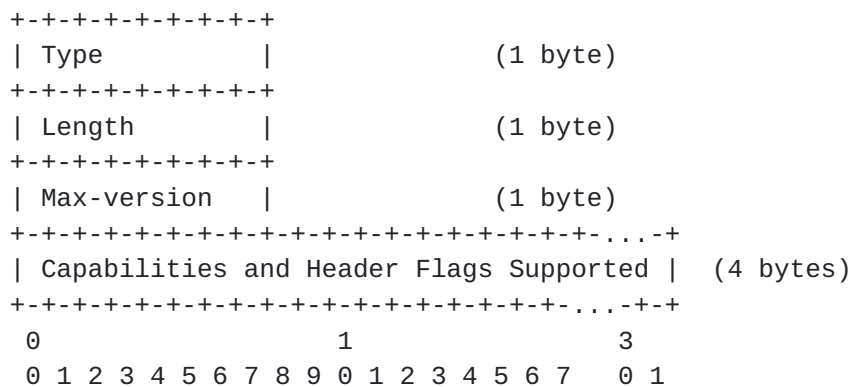 +-+-+-+-+-+-+-+-+
| Type          |              (1 byte)
+-+-+-+-+-+-+-+-+
| Length        |              (1 byte)
+-+-+-+-+-+-+-+-+
| Max-version   |              (1 byte)
+-+-+-+-+-+-+-+-+-+-+-+-+-+-+-+-+-+-+-+-...-+
| Capabilities and Header Flags Supported |  (4 bytes)
+-+-+-+-+-+-+-+-+-+-+-+-+-+-+-+-+-+-+-...-+-+
 0                   1                 3
 0 1 2 3 4 5 6 7 8 9 0 1 2 3 4 5 6 7   0 1